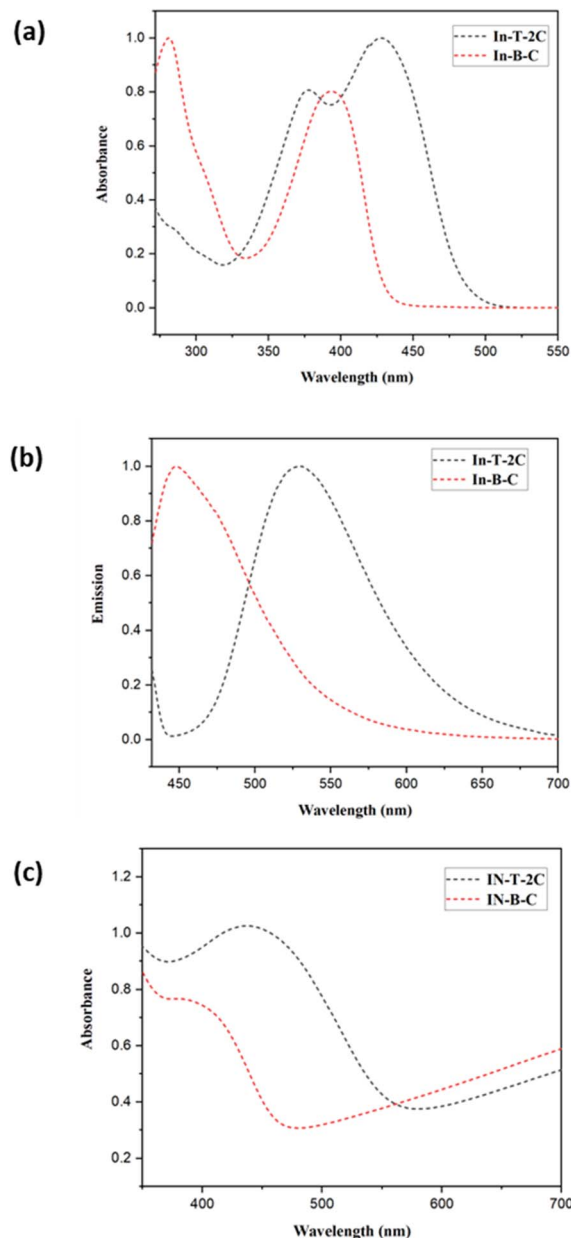 (a)
In-T-2C
In-B-C
1.0
0.8
0.6
0.4
0.2
0.0
Absorbance
300 350 400 450 500 550
Wavelength (nm)
(b)
In-T-2C
In-B-C
1.0
0.8
0.6
0.4
0.2
0.0
Emission
450 500 550 600 650 700
Wavelength (nm)
(c)
IN-T-2C
IN-B-C
1.2
1.0
0.8
0.6
0.4
0.2
Absorbance
400 500 600 700
Wavelength (nm)